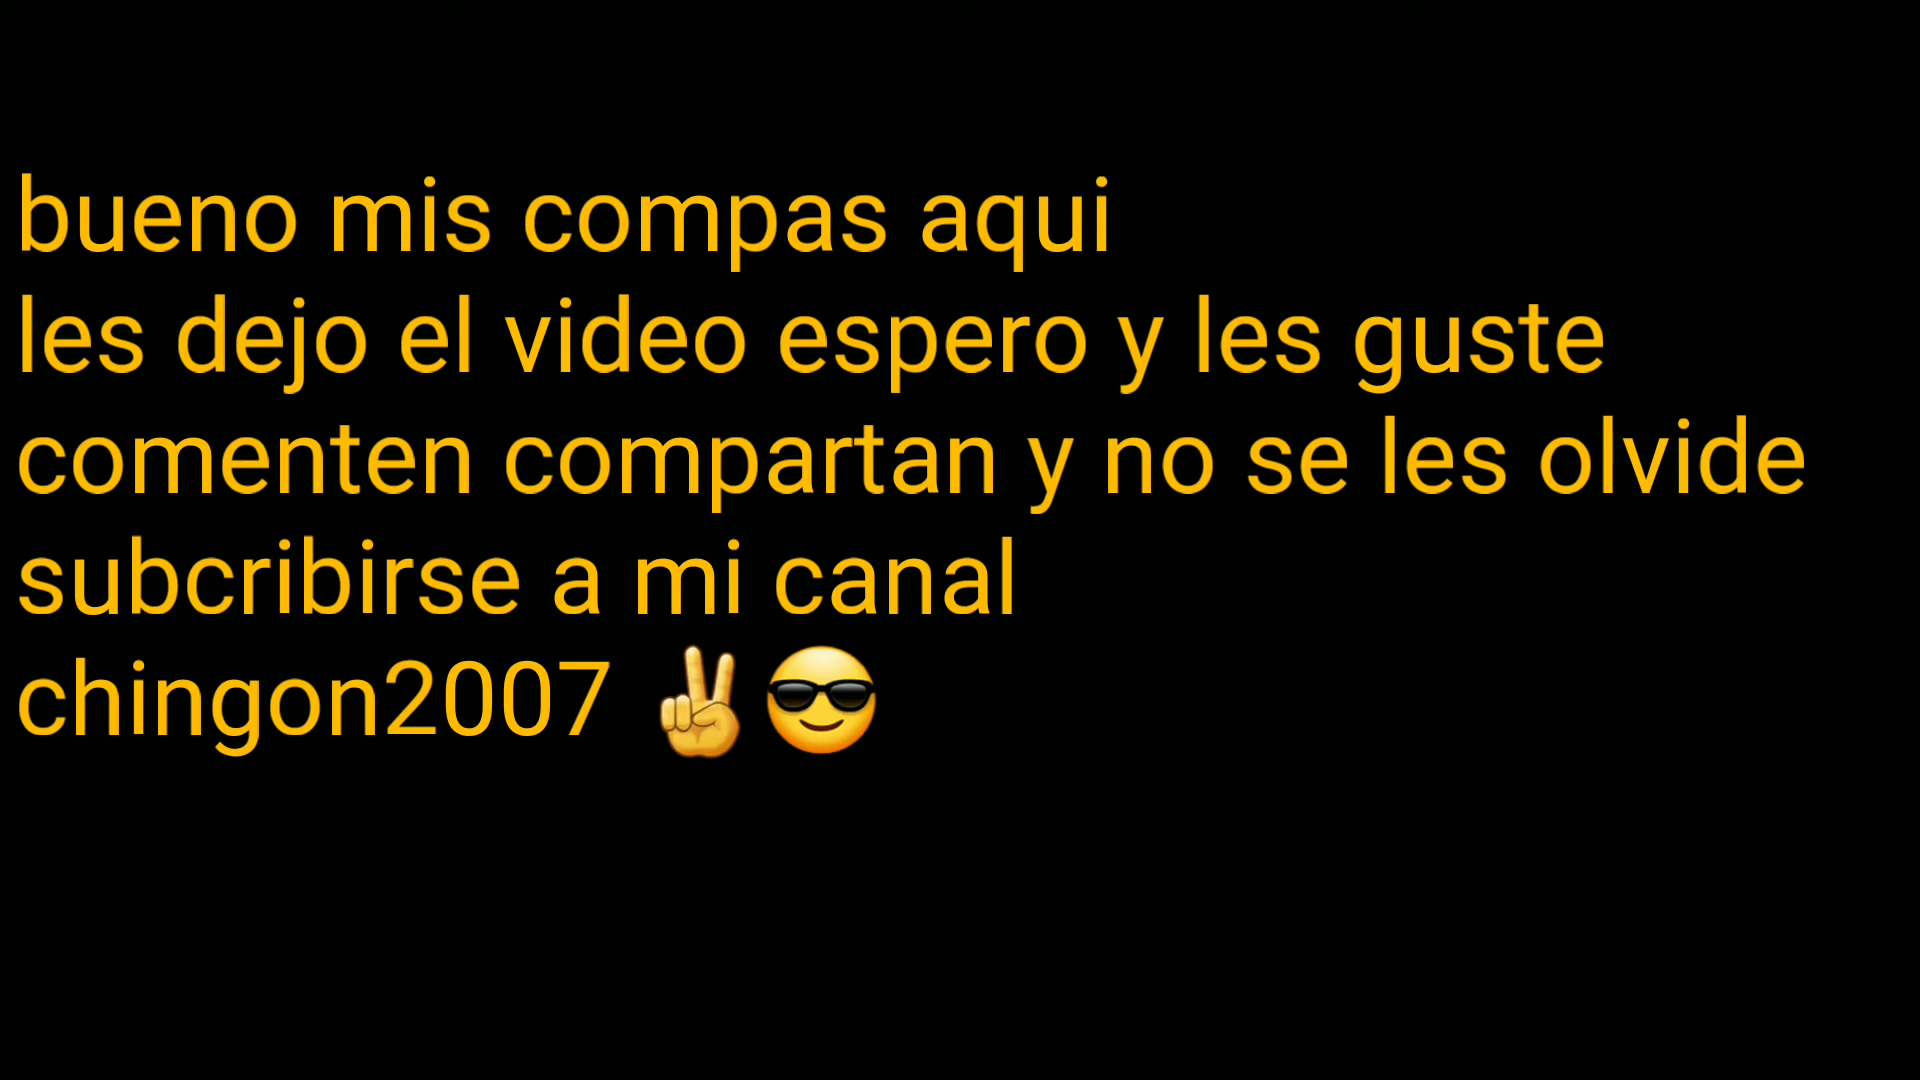 bueno mis compas aqui
les dejo el video espero y les guste
comenten compartan y no se les olvide
subcribirse a mi canal
chingon2007 ✌😎